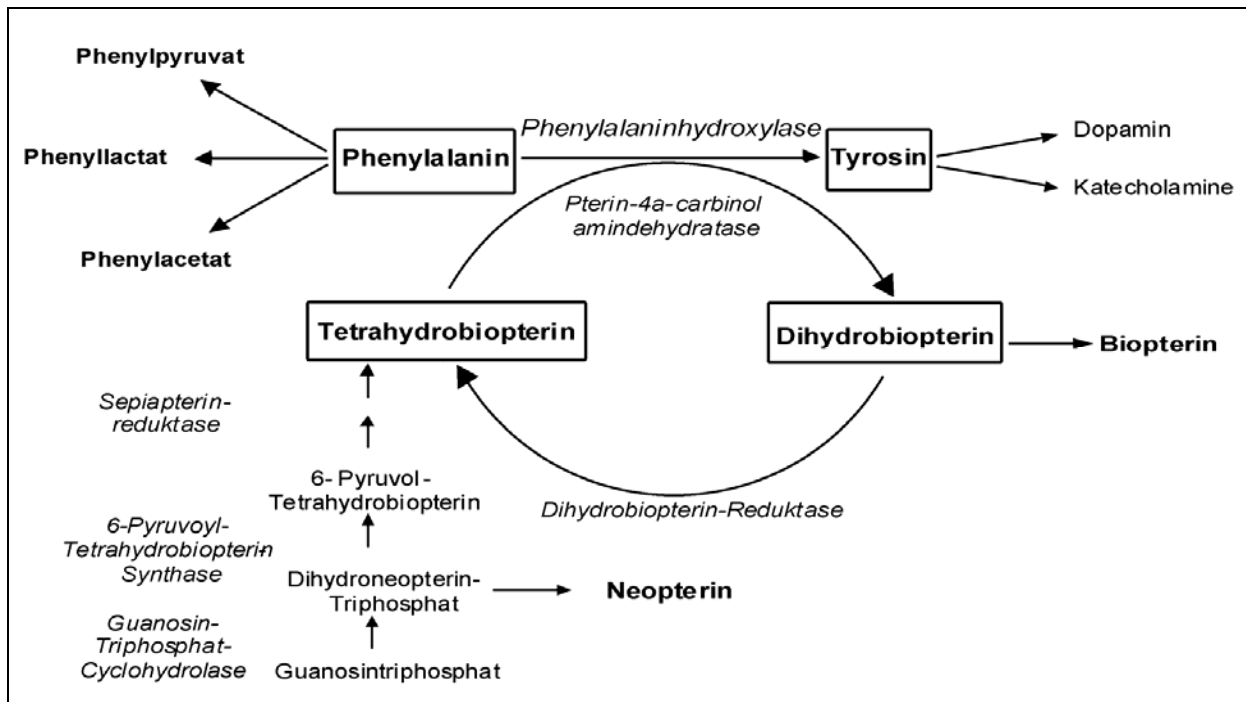 Phenylpyruvat
Phenylalaninhydroxylase
Dopamin
Phenyllactat
Phenylalanin
Tyrosin
Katecholamine
Pterin-4a-carbinol
amindehydratase
Phenylacetat
Tetrahydrobiopterin
Dihydrobiopterin
Biopterin
Sepiapterin-
reduktase
6- Pyruvol-
Tetrahydrobiopterin
Dihydrobiopterin-Reduktase
6-Pyruvoyl-
Tetrahydrobiopterin-
Synthase
Dihydroneopterin-
Triphosphat
Neopterin
Guanosin-
Triphosphat-
Cyclohydrolase
Guanosintriphosphat